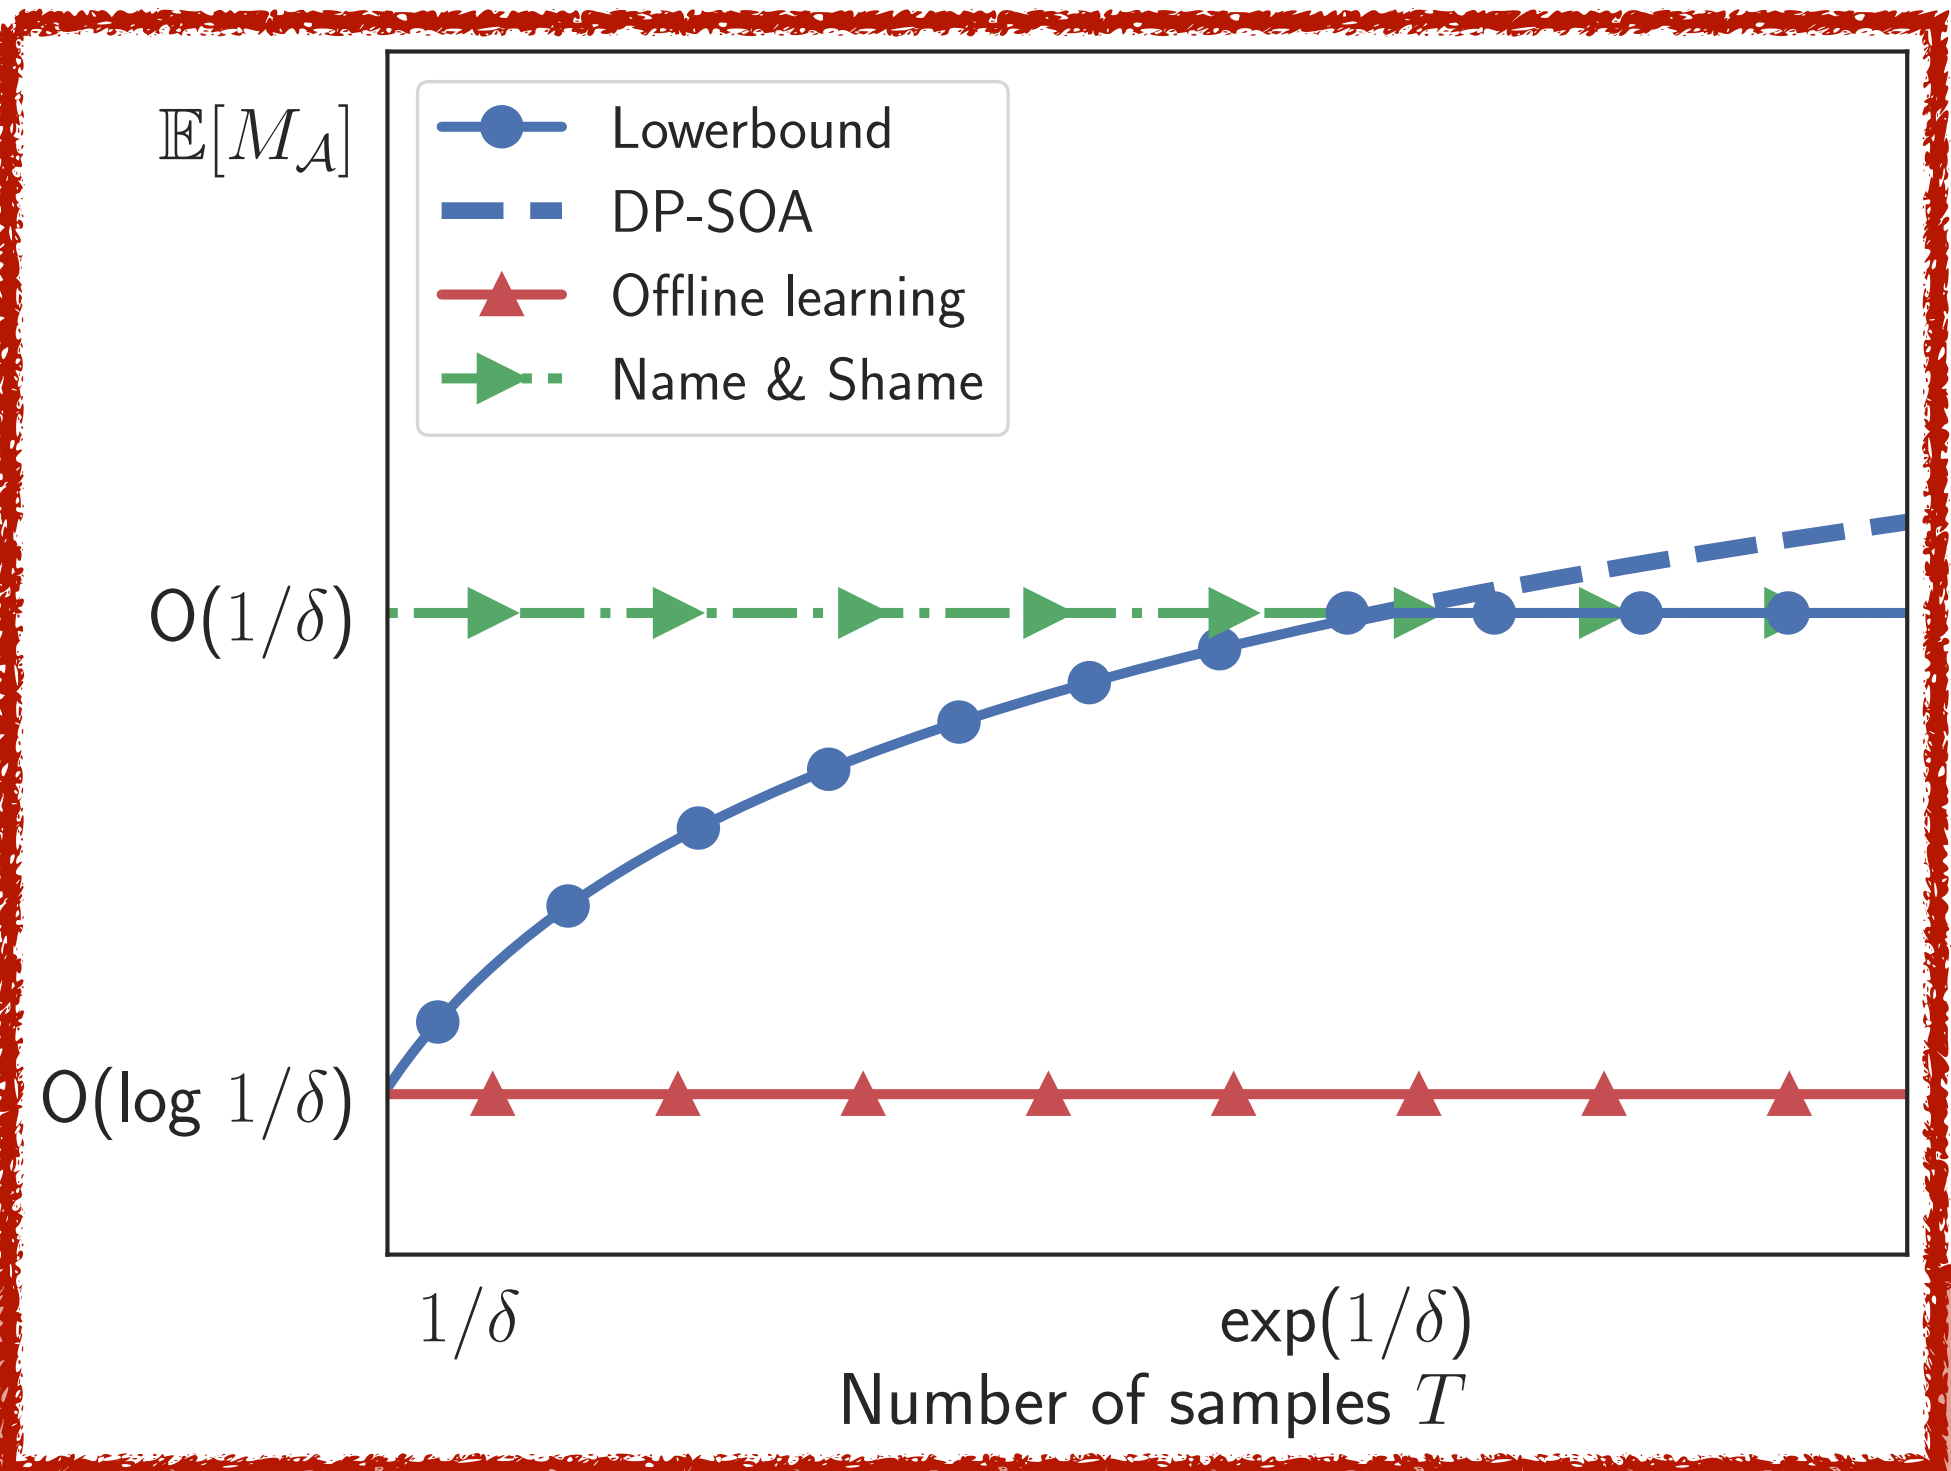 𝔼[M_𝒜]
Lowerbound
DP-SOA
Offline learning
Name & Shame
O(1/δ)
O(log 1/δ)
1/δ
exp(1/δ)
Number of samples T